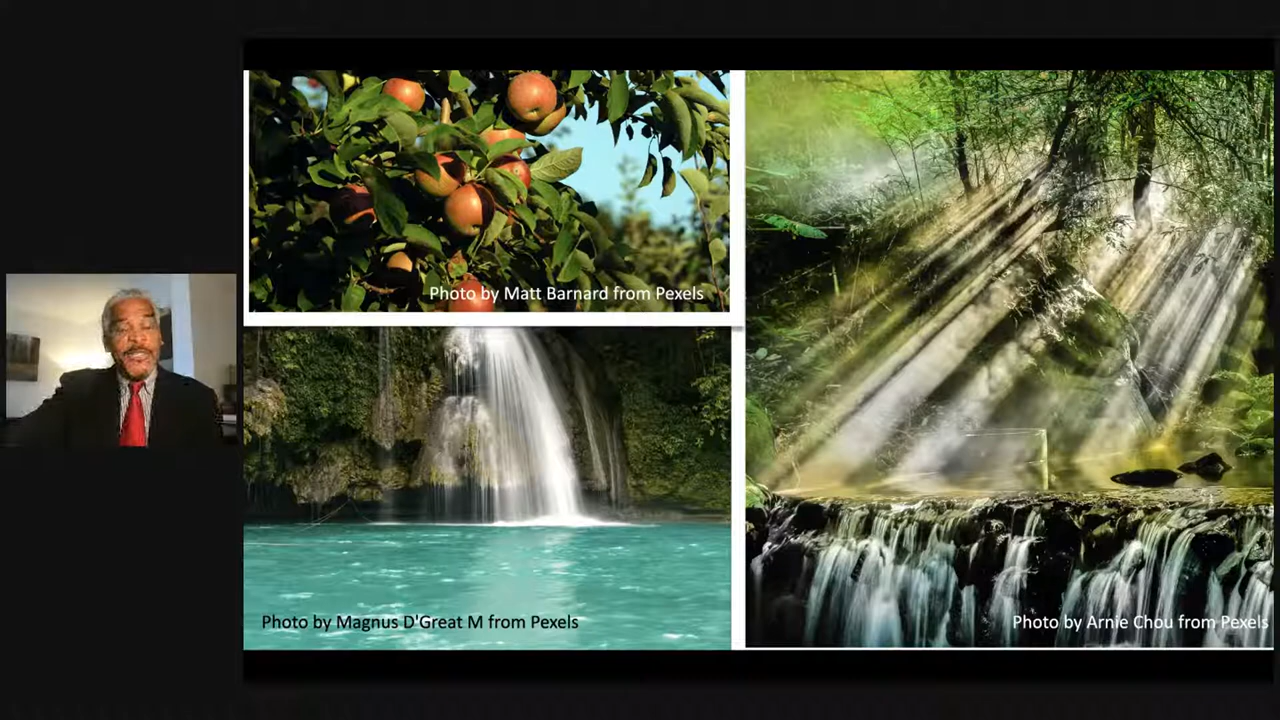 Photo by Matt Barnard from Pexels
Photo by Magnus D'Great M from Pexels
Photo by Arnie Chou from Pexels